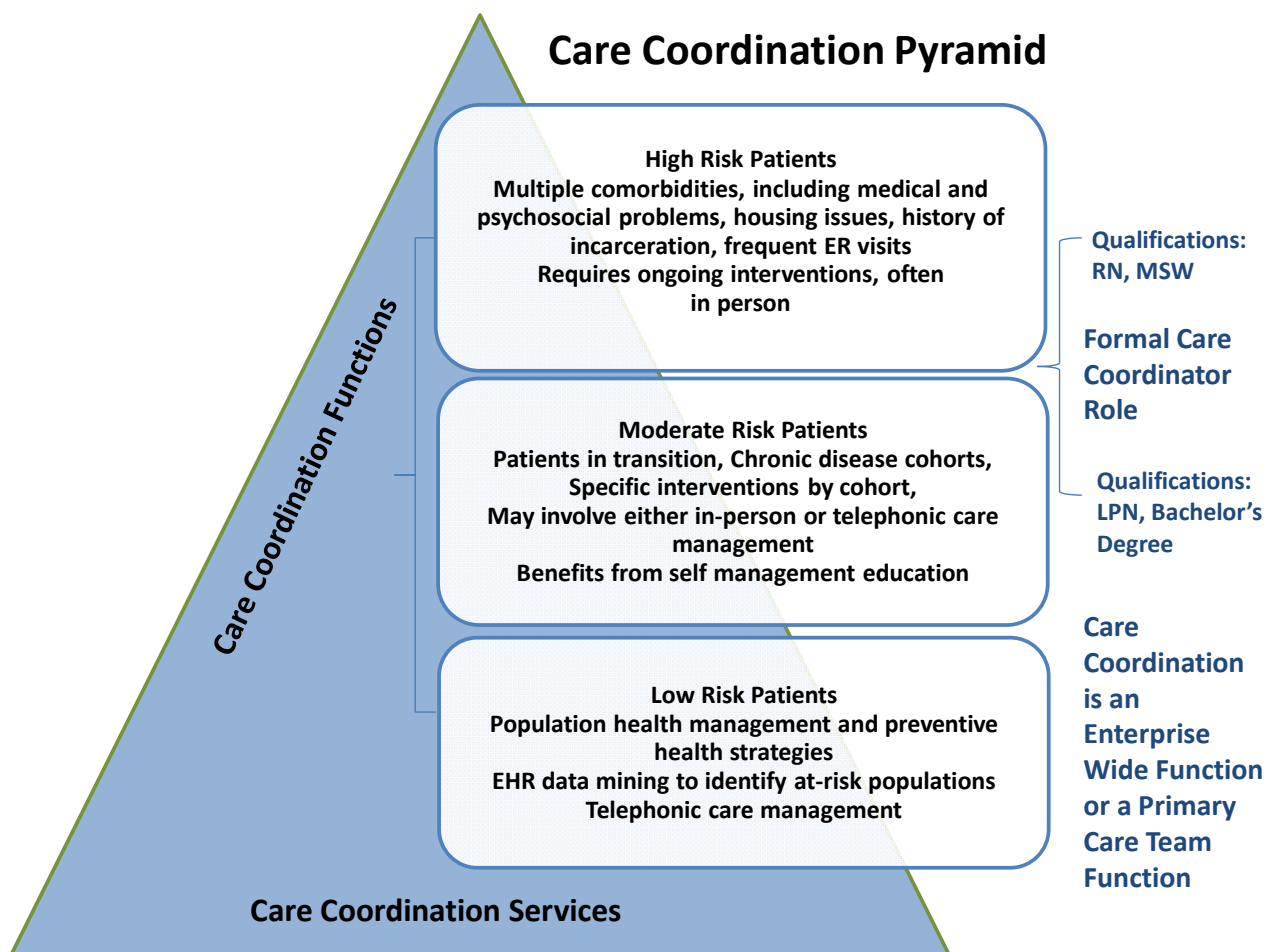 Care Coordination Pyramid
High Risk Patients
Multiple comorbidities, including medical and
psychosocial problems, housing issues, history of
incarceration, frequent ER visits
Requires ongoing interventions, often
in person
Qualifications:
RN, MSW
Formal Care
Coordinator
Role
Care Coordination Functions
Moderate Risk Patients
Patients in transition, Chronic disease cohorts,
Specific interventions by cohort,
May involve either in-person or telephonic care
management
Benefits from self management education
Qualifications:
LPN, Bachelor’s
Degree
Low Risk Patients
Population health management and preventive
health strategies
EHR data mining to identify at-risk populations
Telephonic care management
Care
Coordination
is an
Enterprise
Wide Function
or a Primary
Care Team
Function
Care Coordination Services